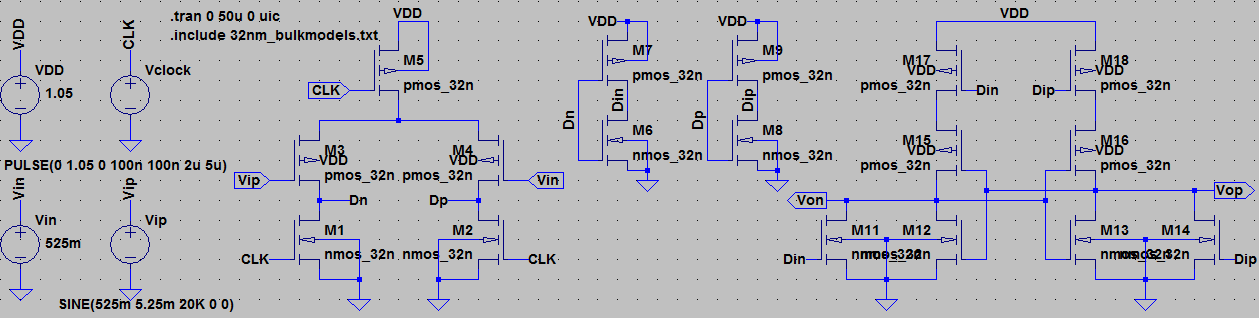 .tran 0 50u 0 uic
.include 32nm_bulkmodels.txt
VDD
VDD
1.05
CLK
Vclock
PULSE(0 1.05 0 100n 100n 2u 5u)
Vin
Vin
525m
Vip
Vip
SINE(525m 5.25m 20K 0 0)
VDD
M5
pmos_32n
CLK
M3
VDD
pmos_32n
Vip
M4
VDD
pmos_32n
Vin
Dn
Dp
M1
nmos_32n
CLK
M2
nmos_32n
CLK
VDD
M7
pmos_32n
Dn
Din
M6
nmos_32n
VDD
M9
pmos_32n
Dp
Dip
M8
nmos_32n
VDD
M17
VDD
pmos_32n
Din
M18
VDD
pmos_32n
Dip
M15
VDD
pmos_32n
M16
VDD
pmos_32n
Von
Vop
M11
nmos_32n
Din
M12
nmos_32n
M13
nmos_32n
M14
nmos_32n
Dip